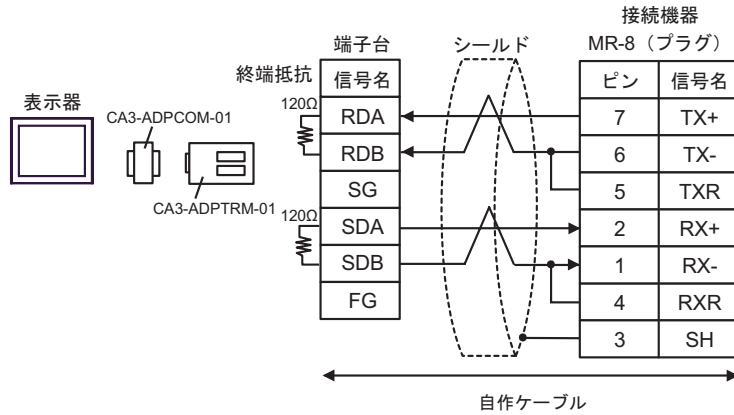 接続機器
端子台 シールド MR-8（プラグ）
終端抵抗 信号名 ピン 信号名
表示器 CA3-ADPCOM-01 120Ω RDA 7 TX+
RDB 6 TX-
SG 5 TXR
CA3-ADPTRM-01 120Ω SDA 2 RX+
SDB 1 RX-
FG 4 RXR
3 SH
自作ケーブル